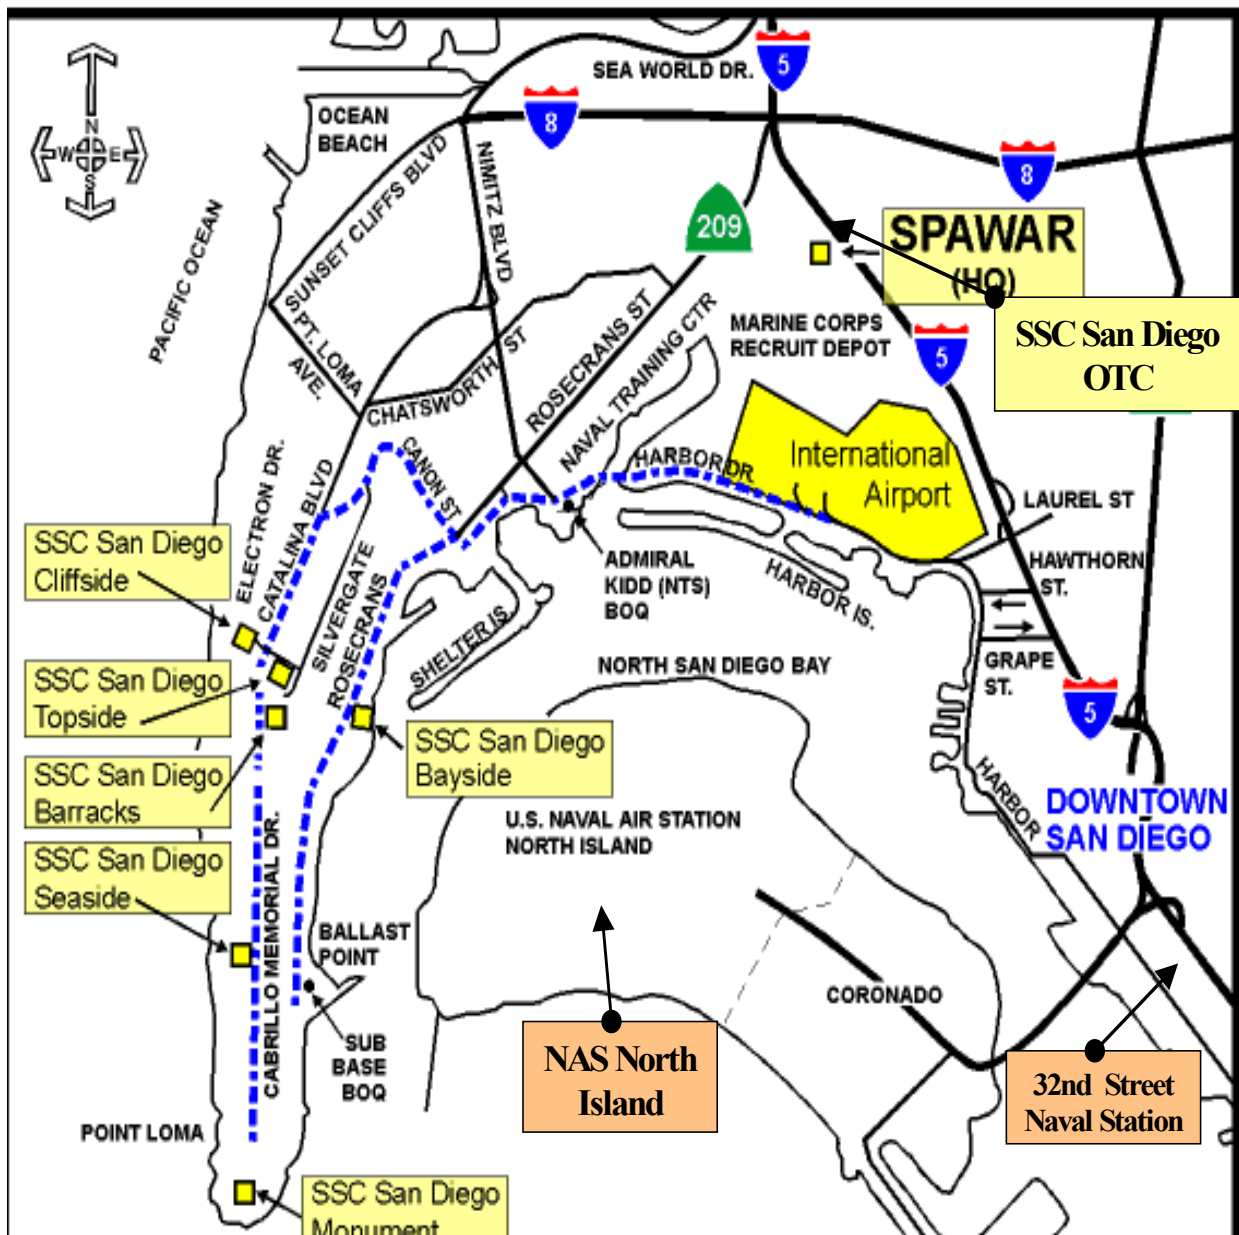 5
SEA WORLD DR.
OCEAN
BEACH
8
N
W E
S
8
SUNSET CLIFFS BLVD
NIMITZ BLVD
209
SPAWAR
(HQ)
PACIFIC OCEAN
SSC San Diego
OTC
MARINE CORPS
RECRUIT DEPOT
5
PT. LOMA
AVE.
CHATSWORTH ST
ROSECRANS ST
NAVAL TRAINING CTR
CANON ST
HARBOR DR.
International
Airport
LAUREL ST
ELECTRON DR.
CATALINA BLVD
SSC San Diego
Cliffside
SILVERGATE
ROSECRANS
ADMIRAL
KIDD (NTS)
BOQ
HARBOR IS.
HAWTHORN
ST.
SHELTER IS.
GRAPE
ST.
NORTH SAN DIEGO BAY
SSC San Diego
Topside
5
SSC San Diego
Bayside
SSC San Diego
Barracks
HARBOR
DOWNTOWN
SAN DIEGO
U.S. NAVAL AIR STATION
NORTH ISLAND
SSC San Diego
Seaside
CABRILLO MEMORIAL DR.
BALLAST
POINT
CORONADO
SUB
BASE
BOQ
NAS North
Island
32nd Street
Naval Station
POINT LOMA
SSC San Diego
Monument